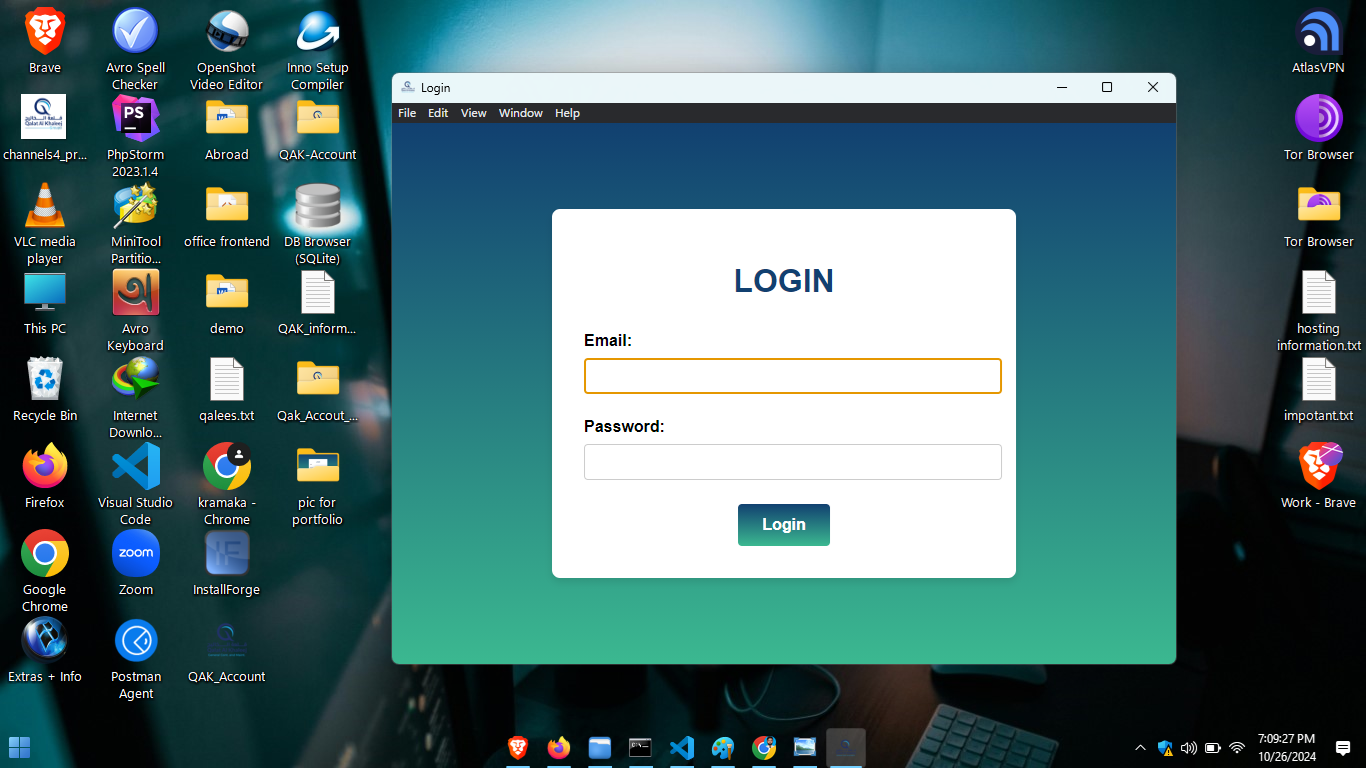 Brave
Avro Spell
Checker
OpenShot
Video Editor
Inno Setup
Compiler
channels4_pr...
PhpStorm
2023.1.4
Abroad
QAK-Account
VLC media
player
MiniTool
Partitio...
office frontend
DB Browser
(SQLite)
This PC
Avro
Keyboard
demo
QAK_inform...
Recycle Bin
Internet
Downlo...
qalees.txt
Qak_Accout_...
Firefox
Visual Studio
Code
kramaka -
Chrome
pic for
portfolio
Google
Chrome
zoom
Zoom
InstallForge
Extras + Info
Postman
Agent
QAK_Account
Login
File Edit View Window Help
LOGIN
Email:
Password:
Login
AtlasVPN
Tor Browser
Tor Browser
hosting
information.txt
impotant.txt
Work - Brave
7:09:27 PM
10/26/2024